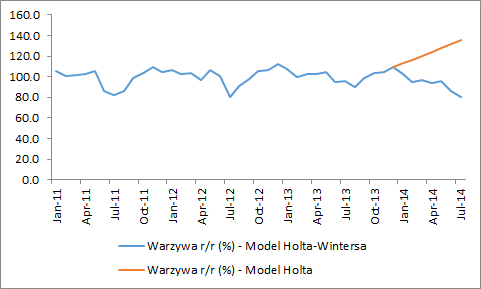 160.0
140.0
120.0
100.0
80.0
60.0
40.0
20.0
0.0
Jan-11
Apr-11
Jul-11
Oct-11
Jan-12
Apr-12
Jul-12
Oct-12
Jan-13
Apr-13
Jul-13
Oct-13
Jan-14
Apr-14
Jul-14
Warzywa r/r (%) - Model Holta-Wintersa
Warzywa r/r (%) - Model Holta